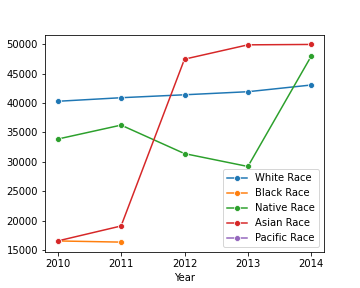 50000
45000
40000
35000
30000
25000
20000
15000
White Race
Black Race
Native Race
Asian Race
Pacific Race
2010 2011 2012 2013 2014
Year